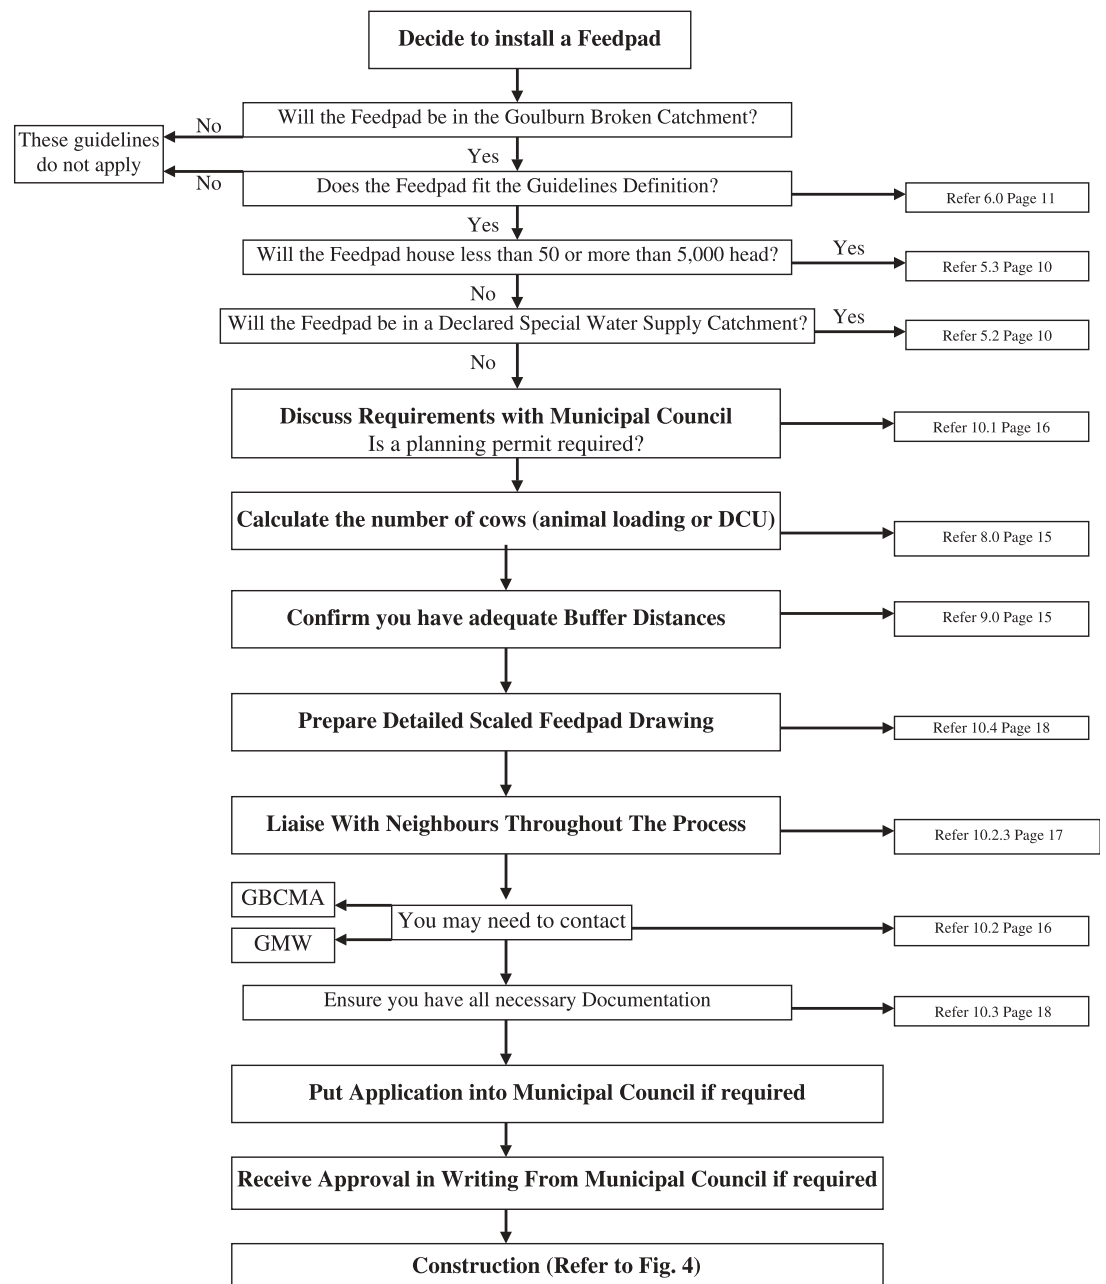 Decide to install a Feedpad
Will the Feedpad be in the Goulburn Broken Catchment?
No
These guidelines
do not apply
Yes
No
Does the Feedpad fit the Guidelines Definition?
Refer 6.0 Page 11
Yes
Will the Feedpad house less than 50 or more than 5,000 head?
Yes
Refer 5.3 Page 10
No
Will the Feedpad be in a Declared Special Water Supply Catchment?
Yes
Refer 5.2 Page 10
No
Discuss Requirements with Municipal Council
Is a planning permit required?
Refer 10.1 Page 16
Calculate the number of cows (animal loading or DCU)
Refer 8.0 Page 15
Confirm you have adequate Buffer Distances
Refer 9.0 Page 15
Prepare Detailed Scaled Feedpad Drawing
Refer 10.4 Page 18
Liaise With Neighbours Throughout The Process
Refer 10.2.3 Page 17
GBCMA
You may need to contact
Refer 10.2 Page 16
GMW
Ensure you have all necessary Documentation
Refer 10.3 Page 18
Put Application into Municipal Council if required
Receive Approval in Writing From Municipal Council if required
Construction (Refer to Fig. 4)